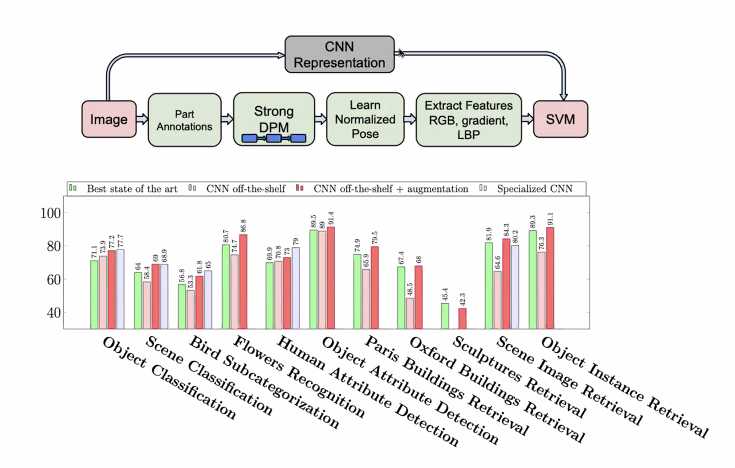 CNN
Representation
Image
Part
Annotations
Strong
DPM
Learn
Normalized
Pose
Extract Features
RGB, gradient,
LBP
SVM
Best state of the art
CNN off-the-shelf
CNN off-the-shelf + augmentation
Specialized CNN
100
80
60
40
71.1
73.9
77.2
77.7
64
58.4
69
68.9
56.8
53.3
61.8
65
80.7
74.7
86.8
69.9
70.8
73
79
89.5
89
91.4
74.9
65.9
79.5
67.4
48.5
68
45.4
42.3
81.9
64.6
84.3
80.2
89.3
76.3
91.1
Object Classification
Scene Classification
Bird Subcategorization
Flowers Recognition
Human Attribute Detection
Object Attribute Detection
Paris Buildings Retrieval
Oxford Buildings Retrieval
Sculptures Retrieval
Scene Image Retrieval
Object Instance Retrieval